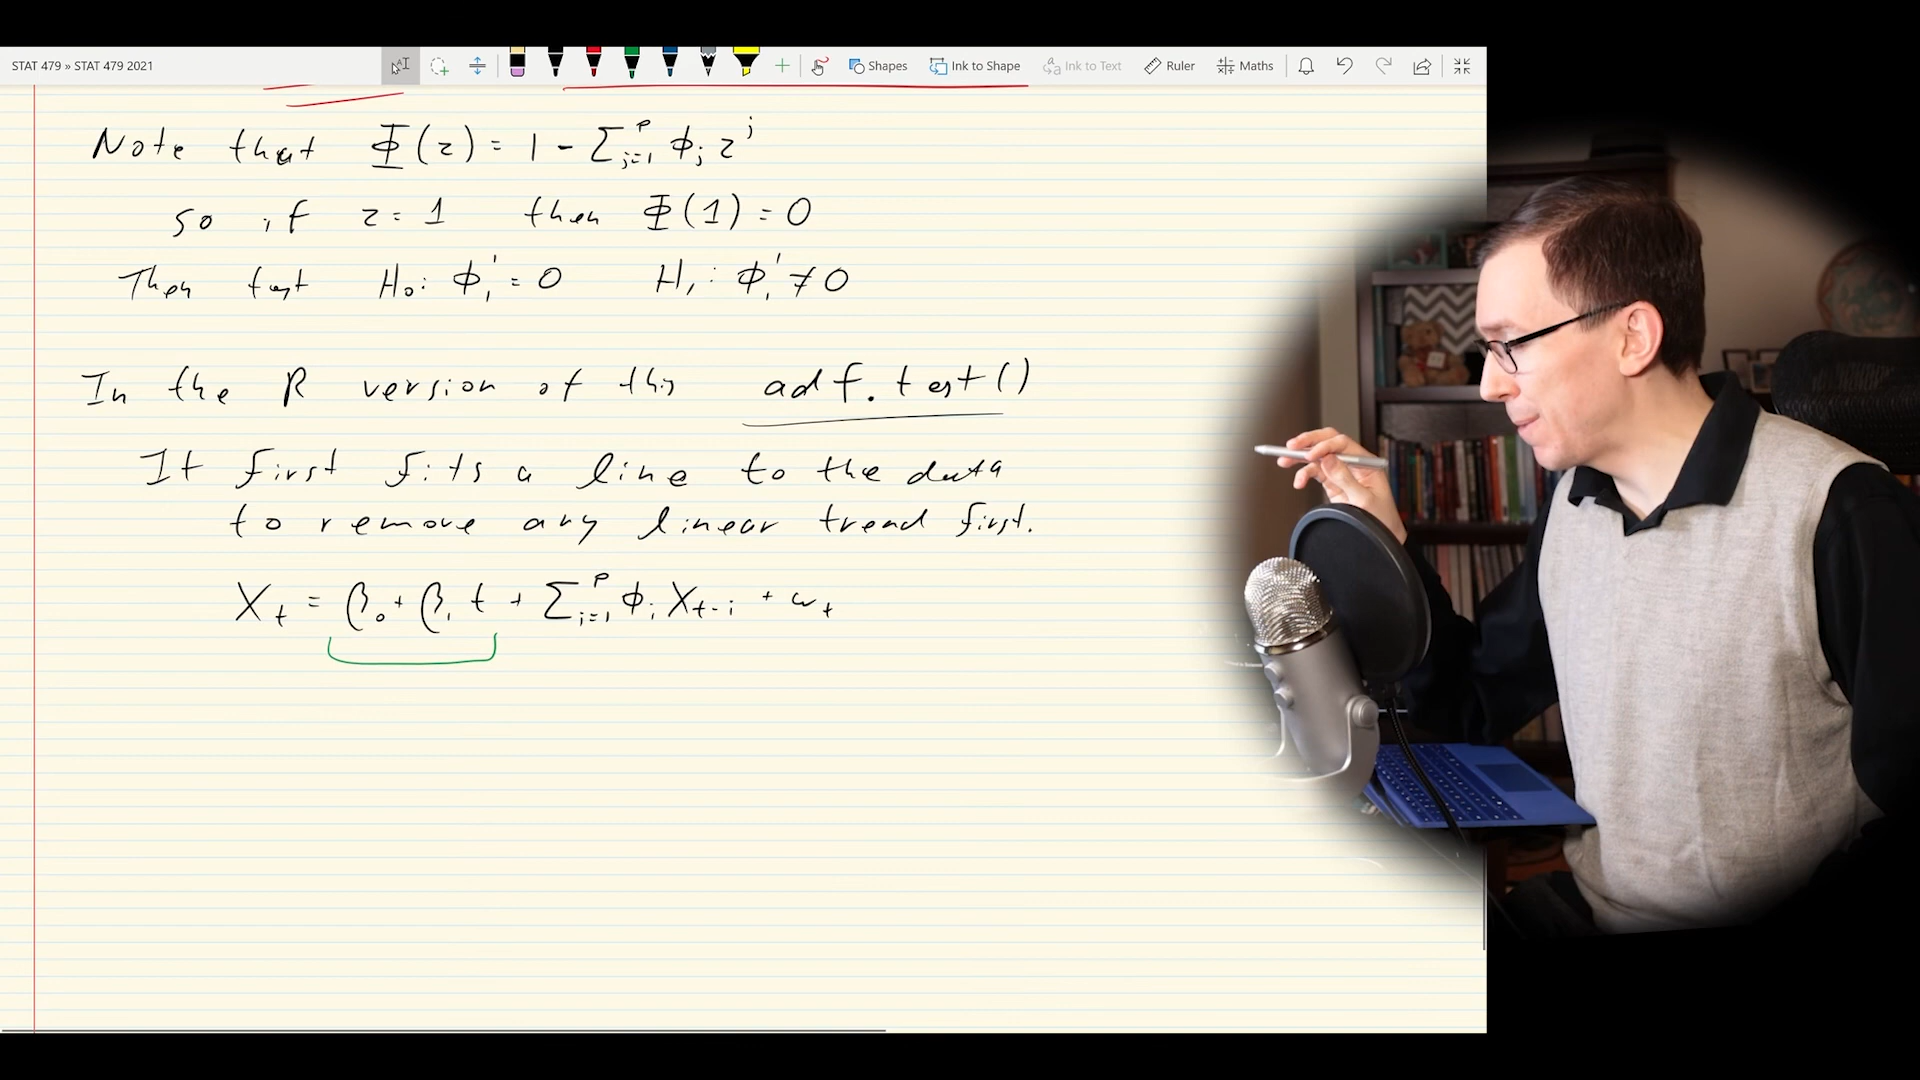 STAT 479 » STAT 479 2021 Shapes Ink to Shape Ink to Text Ruler Maths
Note that Φ(z) = 1 - Σ_{j=1}^p ϕ_j z^j
so if z = 1 then Φ(1) = 0
Then test H₀: ϕ₁' = 0 H₁: ϕ₁' ≠ 0
In the R version of this adf.test()
It first fits a line to the data
to remove any linear trend first.
X_t = β₀ + β₁ t + Σ_{i=1}^p ϕ_i X_{t-i} + w_t